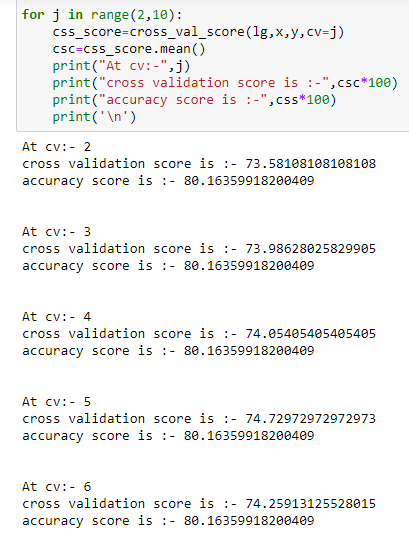 for j in range(2,10):
    css_score=cross_val_score(lg,x,y,cv=j)
    csc=css_score.mean()
    print("At cv:-",j)
    print("cross validation score is :-",csc*100)
    print("accuracy score is :-",css*100)
    print('\n')
At cv:- 2
cross validation score is :- 73.58108108108108
accuracy score is :- 80.16359918200409
At cv:- 3
cross validation score is :- 73.98628025829905
accuracy score is :- 80.16359918200409
At cv:- 4
cross validation score is :- 74.05405405405405
accuracy score is :- 80.16359918200409
At cv:- 5
cross validation score is :- 74.72972972972973
accuracy score is :- 80.16359918200409
At cv:- 6
cross validation score is :- 74.25913125528015
accuracy score is :- 80.16359918200409